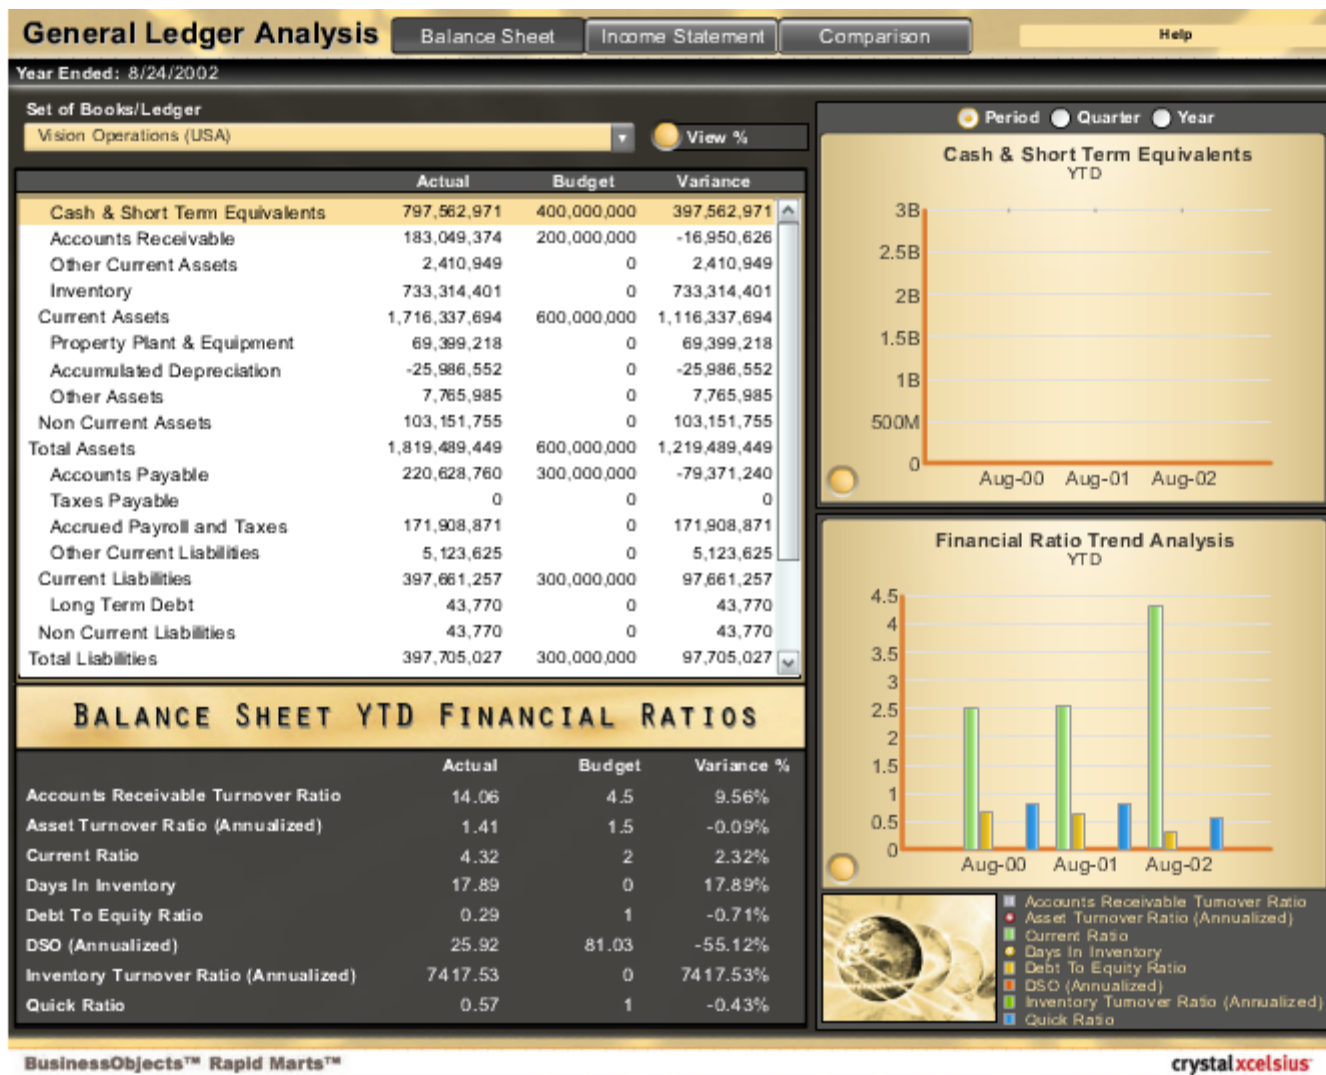 General Ledger Analysis Balance Sheet Income Statement Comparison Help
Year Ended: 8/24/2002
Set of Books/Ledger
Vision Operations (USA) View %
Actual Budget Variance
Cash & Short Term Equivalents 797,562,971 400,000,000 397,562,971
Accounts Receivable 183,049,374 200,000,000 -16,950,626
Other Current Assets 2,410,949 0 2,410,949
Inventory 733,314,401 0 733,314,401
Current Assets 1,716,337,694 600,000,000 1,116,337,694
Property Plant & Equipment 69,399,218 0 69,399,218
Accumulated Depreciation -25,986,552 0 -25,986,552
Other Assets 7,765,985 0 7,765,985
Non Current Assets 103,151,755 0 103,151,755
Total Assets 1,819,489,449 600,000,000 1,219,489,449
Accounts Payable 220,628,760 300,000,000 -79,371,240
Taxes Payable 0 0 0
Accrued Payroll and Taxes 171,908,871 0 171,908,871
Other Current Liabilities 5,123,625 0 5,123,625
Current Liabilities 397,661,257 300,000,000 97,661,257
Long Term Debt 43,770 0 43,770
Non Current Liabilities 43,770 0 43,770
Total Liabilities 397,705,027 300,000,000 97,705,027
BALANCE SHEET YTD FINANCIAL RATIOS
Actual Budget Variance %
Accounts Receivable Turnover Ratio 14.06 4.5 9.56%
Asset Turnover Ratio (Annualized) 1.41 1.5 -0.09%
Current Ratio 4.32 2 2.32%
Days In Inventory 17.89 0 17.89%
Debt To Equity Ratio 0.29 1 -0.71%
DSO (Annualized) 25.92 81.03 -55.12%
Inventory Turnover Ratio (Annualized) 7417.53 0 7417.53%
Quick Ratio 0.57 1 -0.43%
Period Quarter Year
Cash & Short Term Equivalents
YTD
3B
2.5B
2B
1.5B
1B
500M
0
Aug-00 Aug-01 Aug-02
Financial Ratio Trend Analysis
YTD
4.5
4
3.5
3
2.5
2
1.5
1
0.5
0
Aug-00 Aug-01 Aug-02
Accounts Receivable Turnover Ratio
Asset Turnover Ratio (Annualized)
Current Ratio
Days In Inventory
Debt To Equity Ratio
DSO (Annualized)
Inventory Turnover Ratio (Annualized)
Quick Ratio
BusinessObjects™ Rapid Marts™ crystalxcelsius